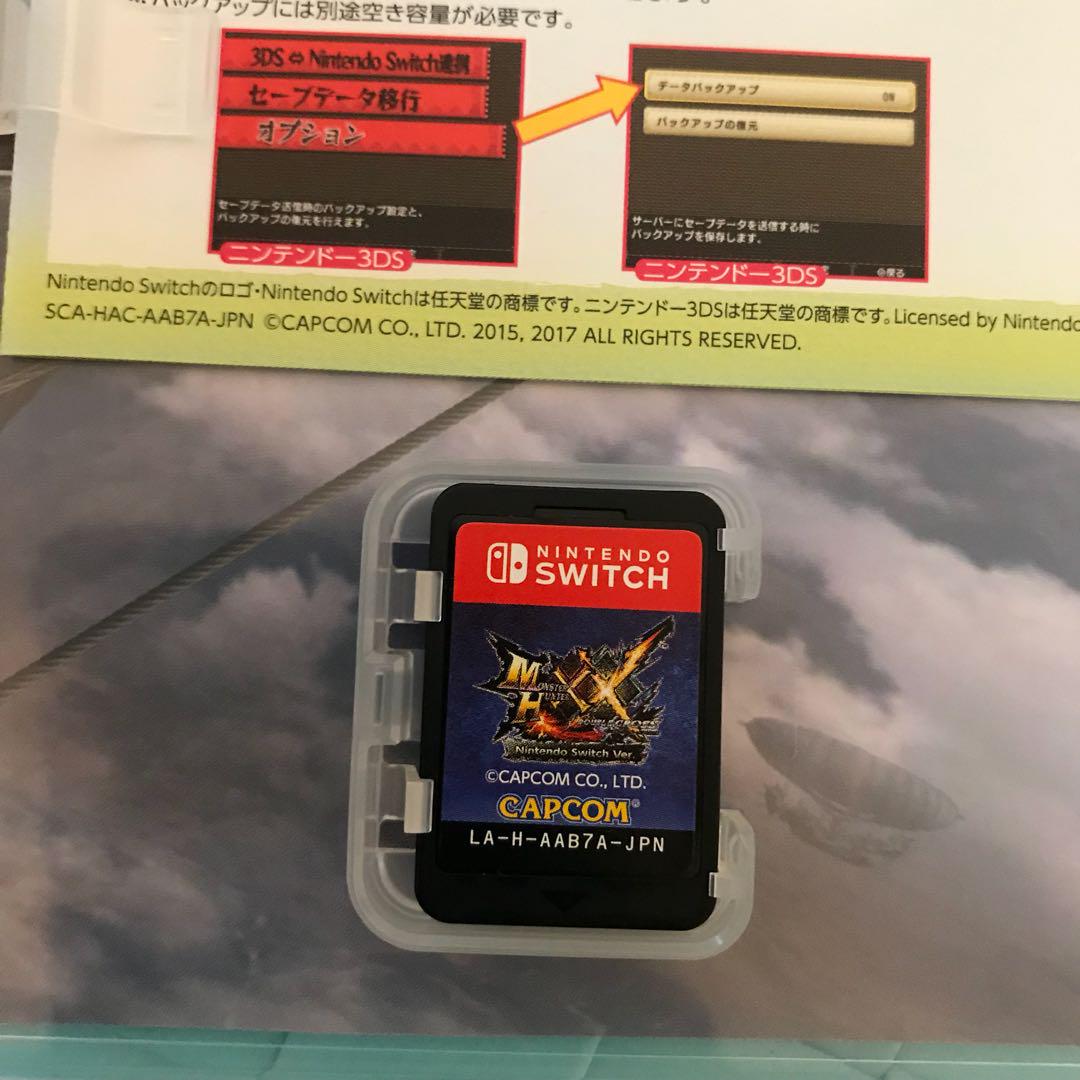 バックアップには別途空き容量が必要です。
3DS⇔Nintendo Switch連携
セーブデータ移行
オプション
セーブデータ送信時のバックアップ設定と、
バックアップの復元を行えます。
ニンテンドー3DS
データバックアップ ON
バックアップの復元
サーバーにセーブデータを送信する時に
バックアップを保存します。
戻る
ニンテンドー3DS
Nintendo Switchのロゴ・Nintendo Switchは任天堂の商標です。ニンテンドー3DSは任天堂の商標です。Licensed by Nintendo
SCA-HAC-AAB7A-JPN ©CAPCOM CO., LTD. 2015, 2017 ALL RIGHTS RESERVED.
NINTENDO
SWITCH
MONSTER
HUNTER
XX
DOUBLE CROSS
Nintendo Switch Ver.
©CAPCOM CO., LTD.
CAPCOM®
LA-H-AAB7A-JPN